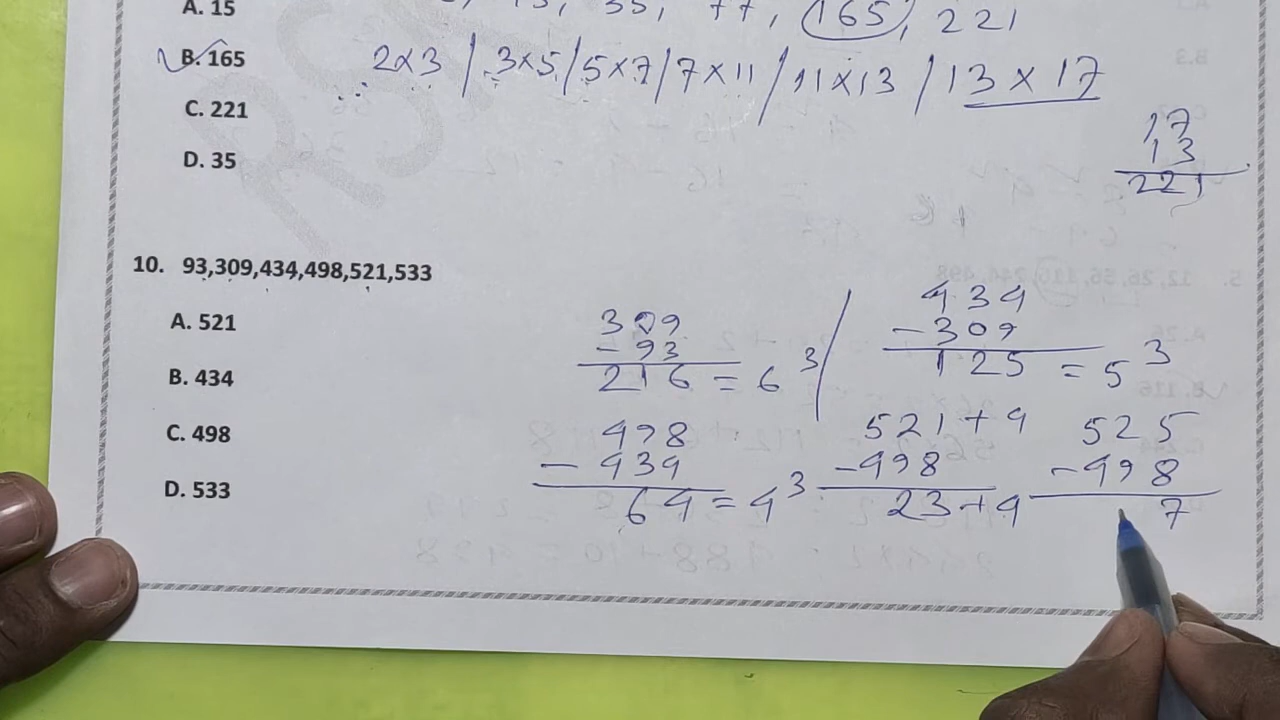 A. 15
35, 77, 165, 221
B. 165
2×3 / 3×5 / 5×7 / 7×11 / 11×13 / 13×17
C. 221
17
13
221
D. 35
10. 93,309,434,498,521,533
A. 521
B. 434
C. 498
D. 533
309
-93
216 = 6³
434
-309
125 = 5³
498
- 434
64 = 4³
521 + 4
-498
23 + 4
525
-498
7